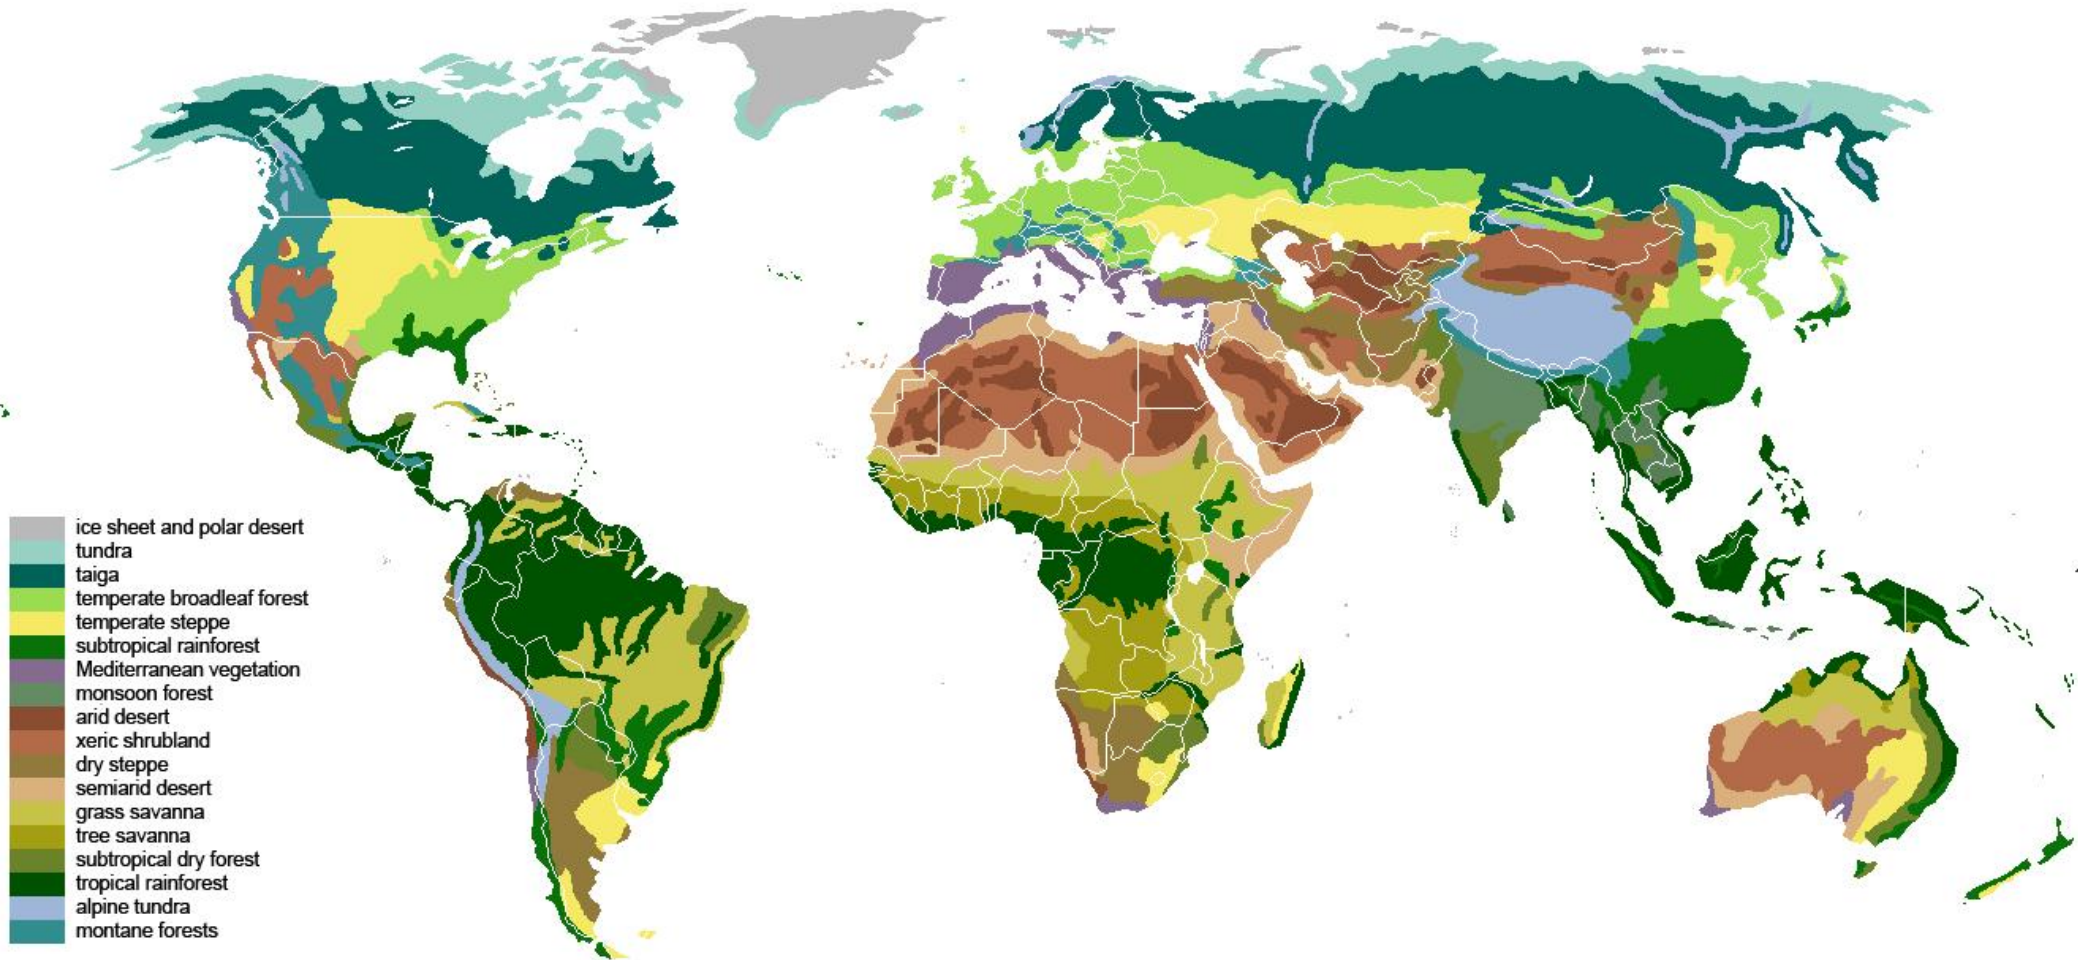 ice sheet and polar desert
tundra
taiga
temperate broadleaf forest
temperate steppe
subtropical rainforest
Mediterranean vegetation
monsoon forest
arid desert
xeric shrubland
dry steppe
semiarid desert
grass savanna
tree savanna
subtropical dry forest
tropical rainforest
alpine tundra
montane forests